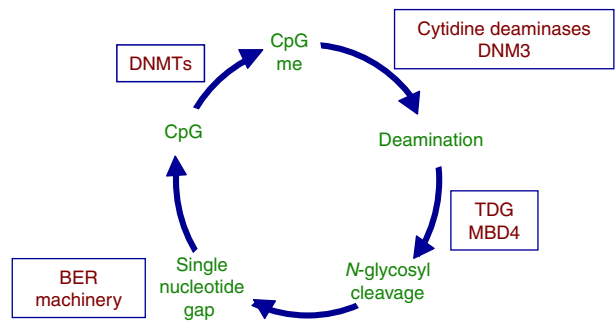 CpG
me
Cytidine deaminases
DNM3
Deamination
TDG
MBD4
N-glycosyl
cleavage
Single
nucleotide
gap
BER
machinery
CpG
DNMTs